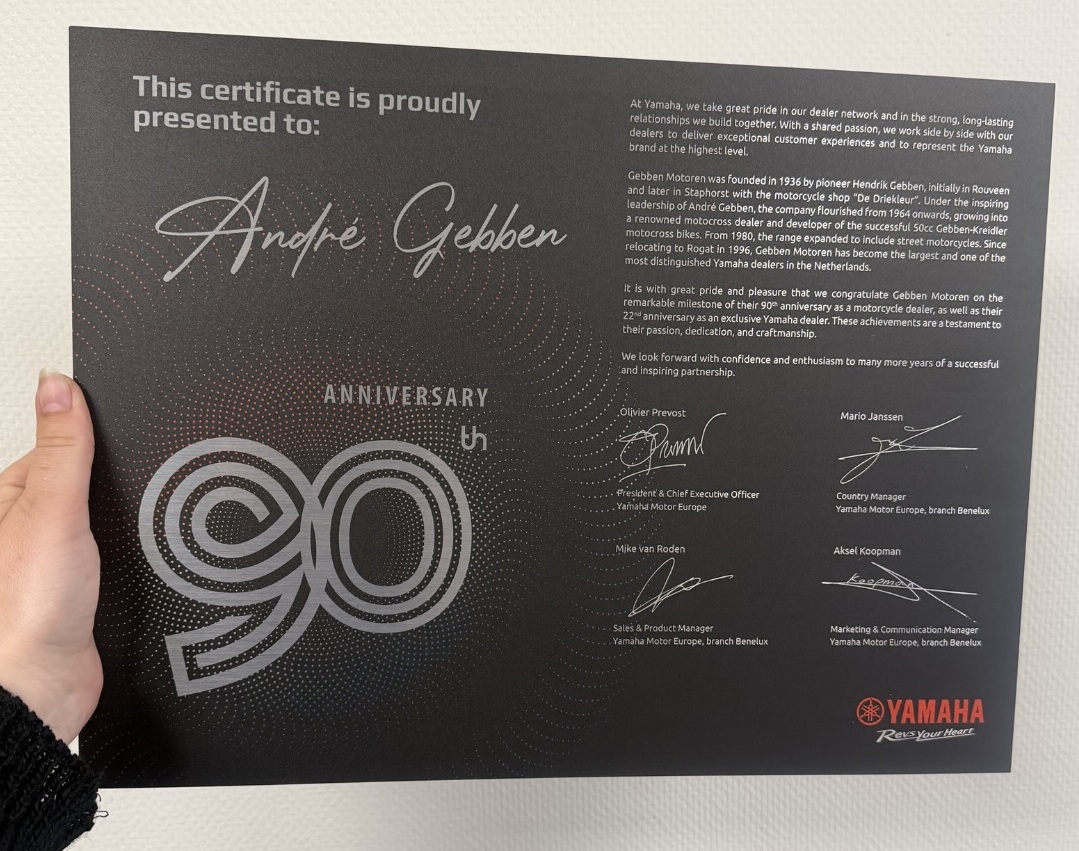 This certificate is proudly
presented to:
André Gebben
ANNIVERSARY
90
th
At Yamaha, we take great pride in our dealer network and in the strong, long-lasting
relationships we build together. With a shared passion, we work side by side with our
dealers to deliver exceptional customer experiences and to represent the Yamaha
brand at the highest level.
Gebben Motoren was founded in 1936 by pioneer Hendrik Gebben, initially in Rouveen
and later in Staphorst with the motorcycle shop "De Driekleur". Under the inspiring
leadership of André Gebben, the company flourished from 1964 onwards, growing into
a renowned motocross dealer and developer of the successful 50cc Gebben-Kreidler
motocross bikes. From 1980, the range expanded to include street motorcycles. Since
relocating to Rogat in 1996, Gebben Motoren has become the largest and one of the
most distinguished Yamaha dealers in the Netherlands.
It is with great pride and pleasure that we congratulate Gebben Motoren on the
remarkable milestone of their 90th anniversary as a motorcycle dealer, as well as their
22nd anniversary as an exclusive Yamaha dealer. These achievements are a testament to
their passion, dedication, and craftmanship.
We look forward with confidence and enthusiasm to many more years of a successful
and inspiring partnership.
Olivier Prevost
President & Chief Executive Officer
Yamaha Motor Europe
Mario Janssen
Country Manager
Yamaha Motor Europe, branch Benelux
Mike van Roden
Sales & Product Manager
Yamaha Motor Europe, branch Benelux
Aksel Koopman
Koopman
Marketing & Communication Manager
Yamaha Motor Europe, branch Benelux
YAMAHA
Revs Your Heart